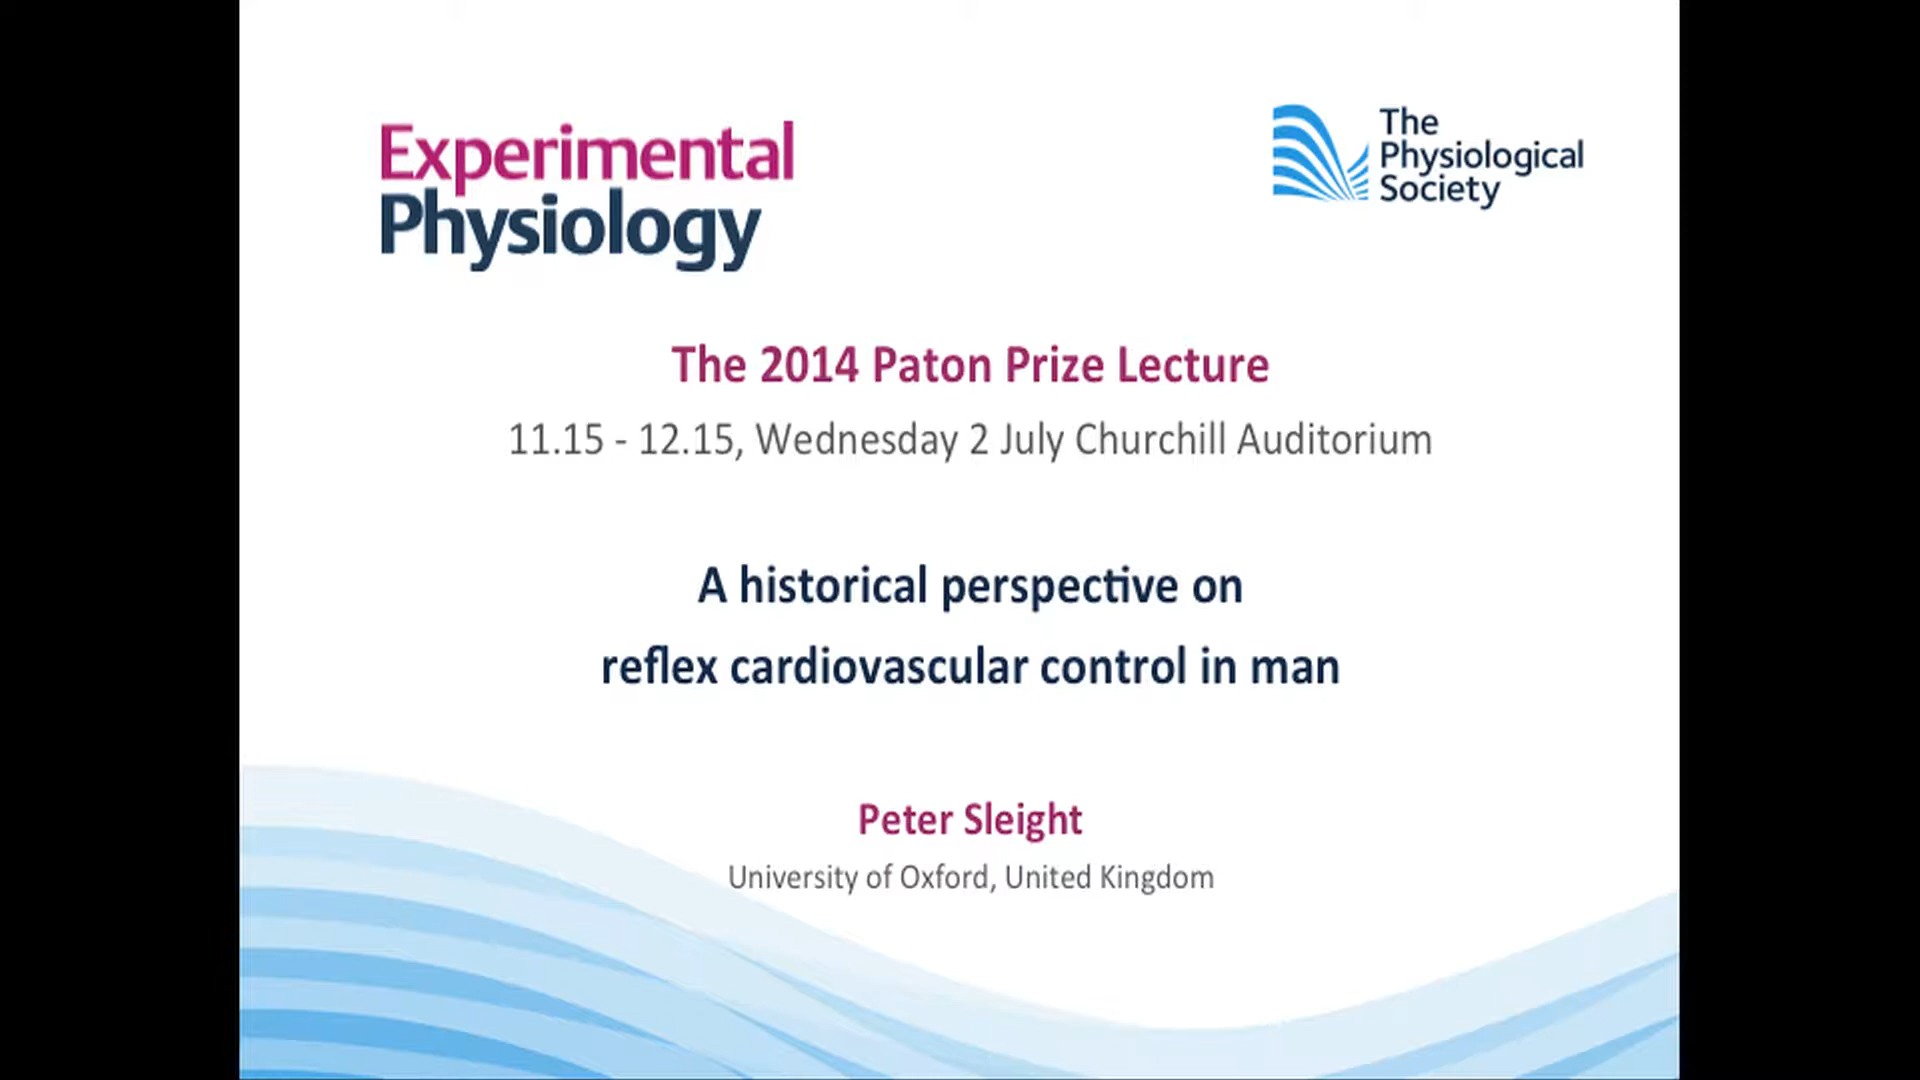 Experimental
Physiology
The
Physiological
Society
The 2014 Paton Prize Lecture
11.15 - 12.15, Wednesday 2 July Churchill Auditorium
A historical perspective on
reflex cardiovascular control in man
Peter Sleight
University of Oxford, United Kingdom